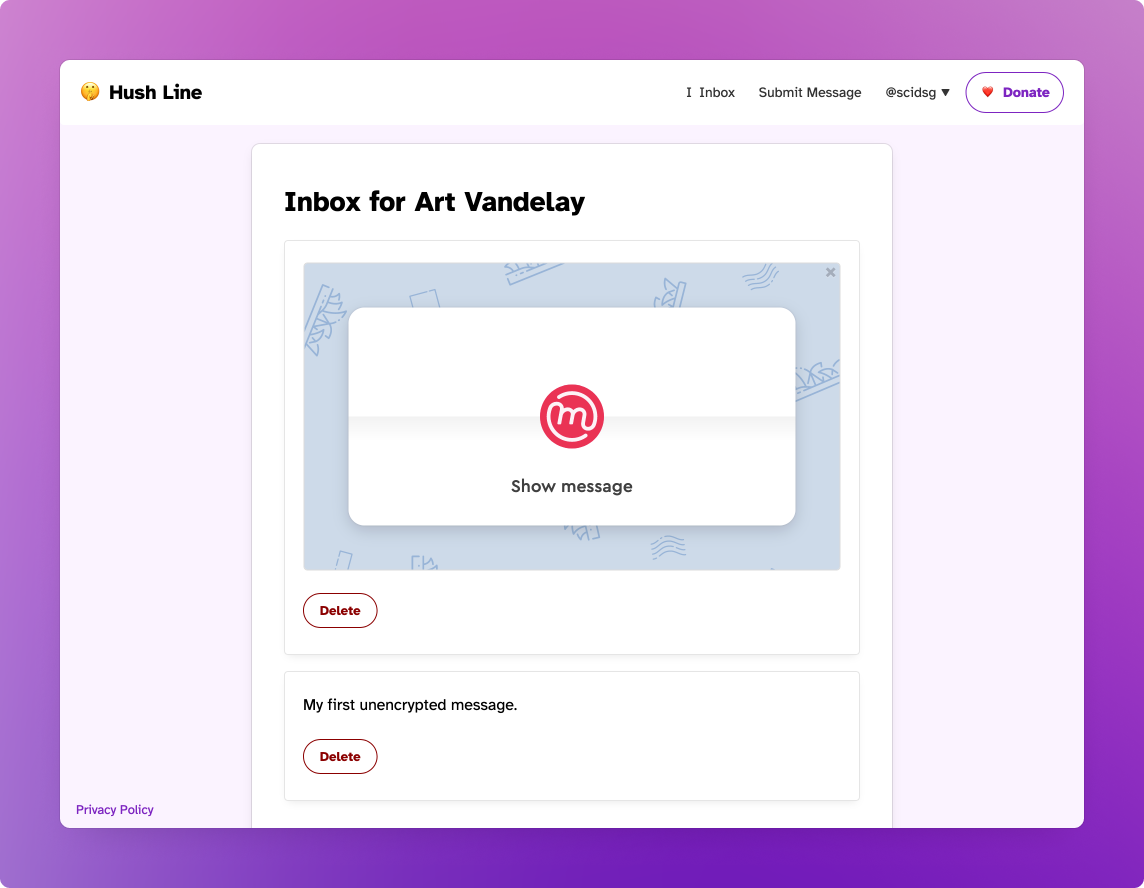 Hush Line
I Inbox
Submit Message
@scidsg ▼
Donate
Inbox for Art Vandelay
m
Show message
Delete
My first unencrypted message.
Delete
Privacy Policy